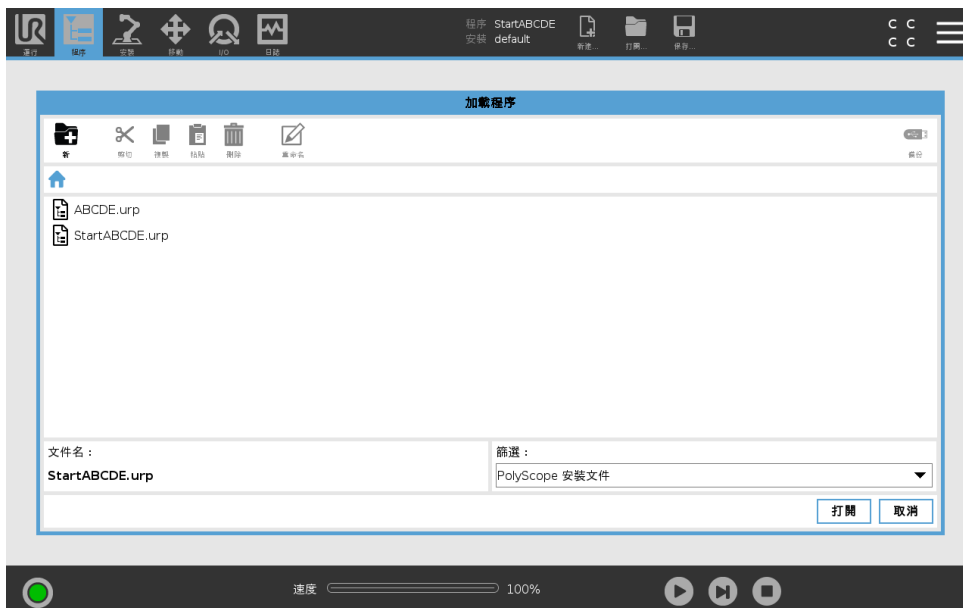 程序 StartABCDE
安裝 default
C C
C C
運行 程序 安裝 移動 I/O 日誌 新建... 打開... 保存...
加載程序
新 剪切 複製 粘貼 刪除 重命名 備份
ABCDE.urp
StartABCDE.urp
文件名：
StartABCDE.urp
篩選：
PolyScope 安裝文件
打開 取消
速度 100%